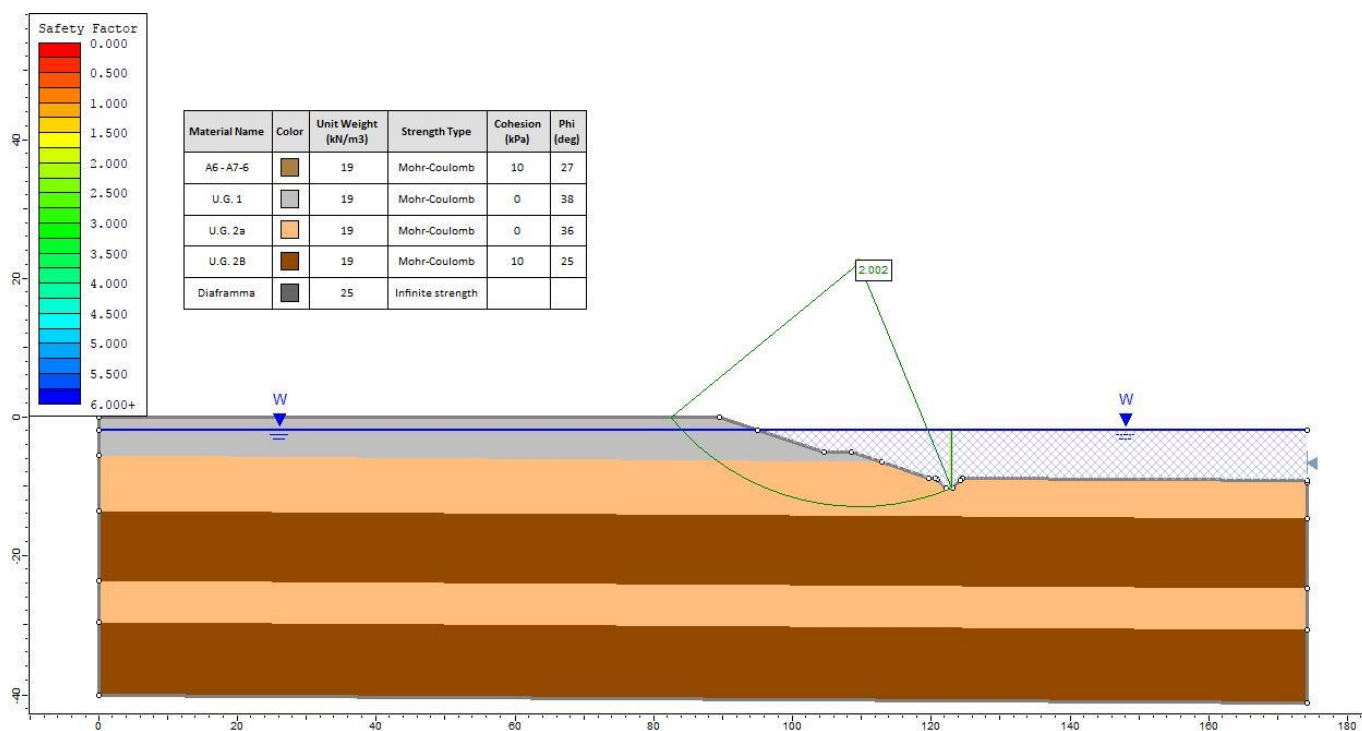 Safety Factor
0.000
0.500
1.000
1.500
2.000
2.500
3.000
3.500
4.000
4.500
5.000
5.500
6.000+
Material Name Color Unit Weight (kN/m3) Strength Type Cohesion (kPa) Phi (deg)
A6 - A7-6 19 Mohr-Coulomb 10 27
U.G. 1 19 Mohr-Coulomb 0 38
U.G. 2a 19 Mohr-Coulomb 0 36
U.G. 2B 19 Mohr-Coulomb 10 25
Diaframma 25 Infinite strength
2.002
W W
40
20
0
-20
-40
0 20 40 60 80 100 120 140 160 180